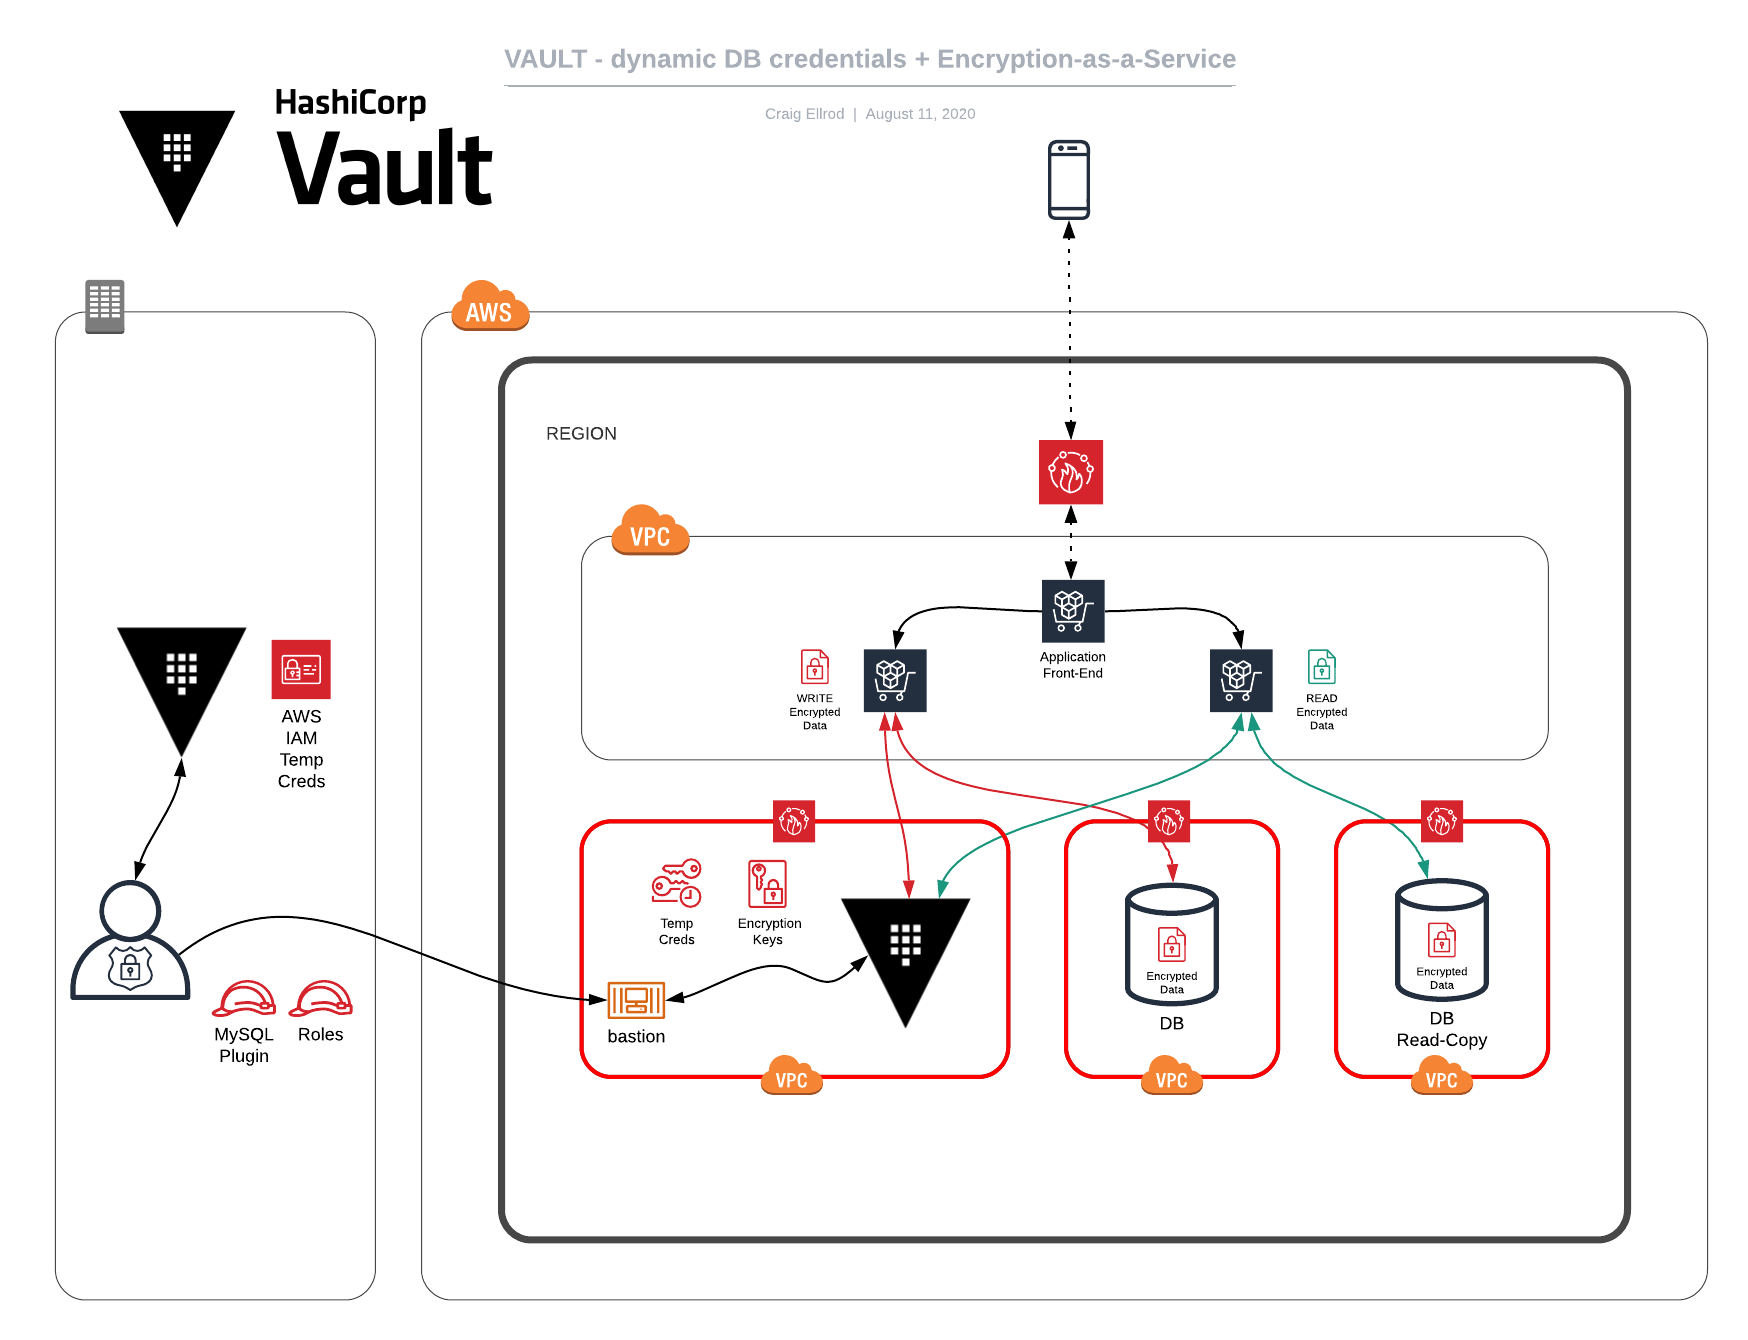 VAULT - dynamic DB credentials + Encryption-as-a-Service
Craig Ellrod | August 11, 2020
HashiCorp
Vault
AWS
REGION
VPC
Application
Front-End
WRITE
Encrypted
Data
READ
Encrypted
Data
AWS
IAM
Temp
Creds
MySQL
Plugin
Roles
Temp
Creds
Encryption
Keys
bastion
VPC
Encrypted
Data
DB
VPC
Encrypted
Data
DB
Read-Copy
VPC